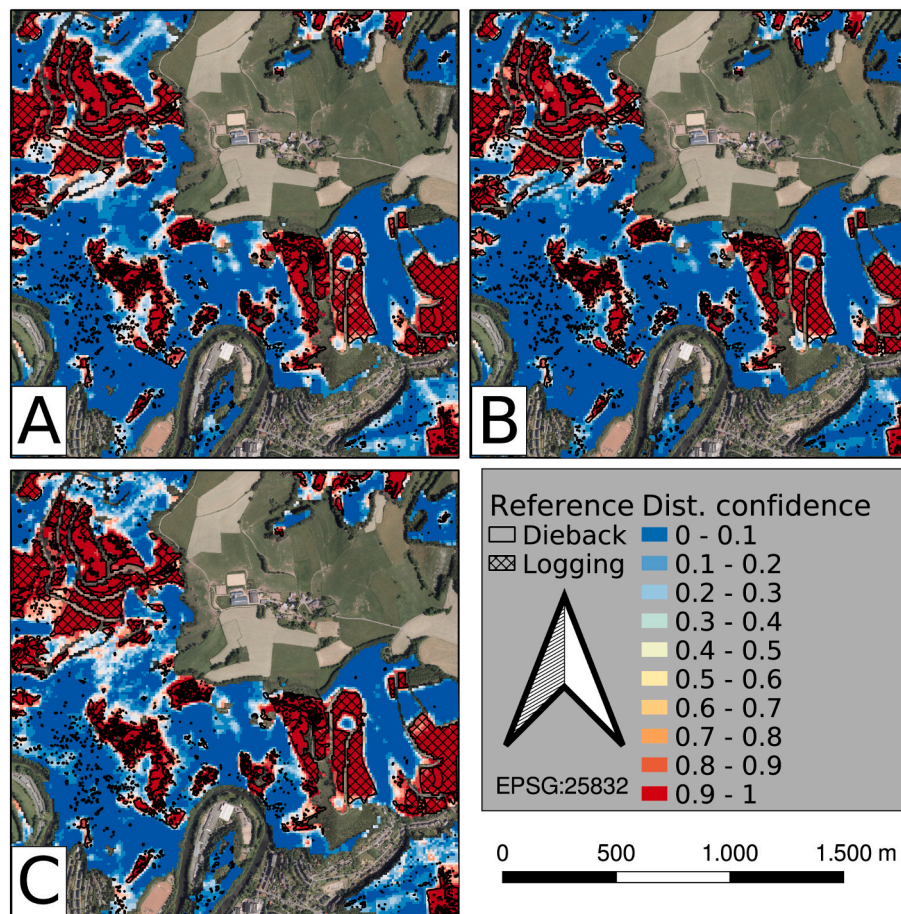 A
B
C
Reference Dist. confidence
Dieback
Logging
0 - 0.1
0.1 - 0.2
0.2 - 0.3
0.3 - 0.4
0.4 - 0.5
0.5 - 0.6
0.6 - 0.7
0.7 - 0.8
0.8 - 0.9
0.9 - 1
EPSG:25832
0 500 1.000 1.500 m